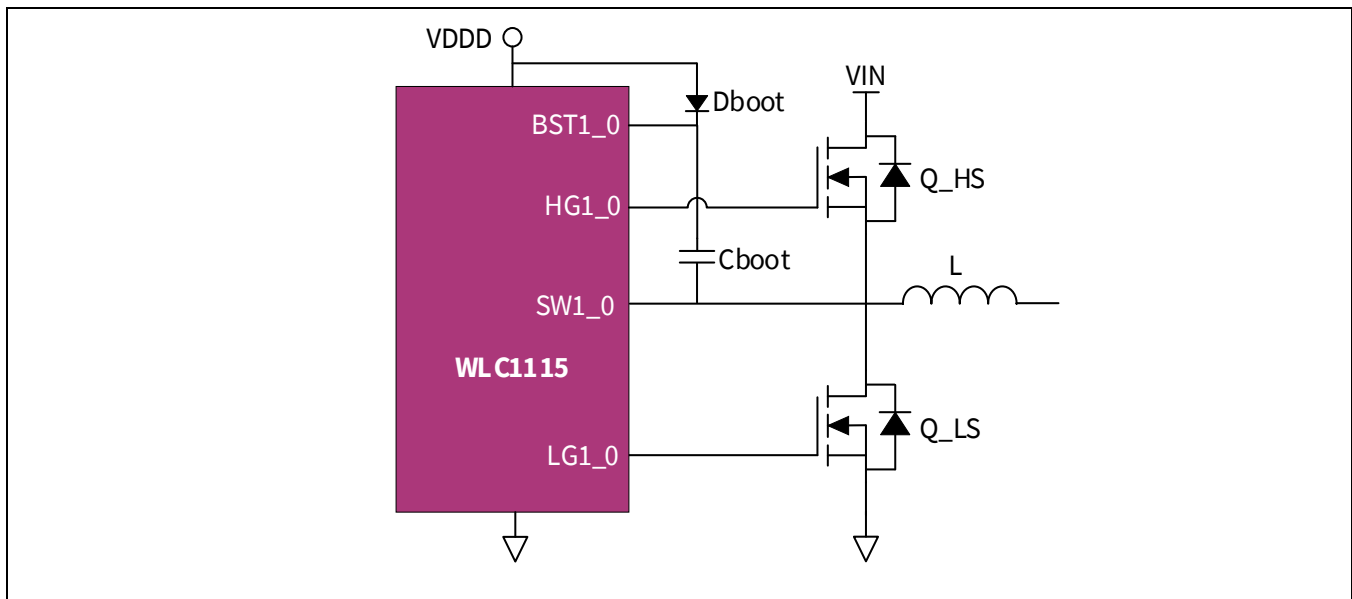 VDDD
VIN
Dboot
BST1_0
Q_HS
HG1_0
Cboot
L
SW1_0
WLC1115
Q_LS
LG1_0